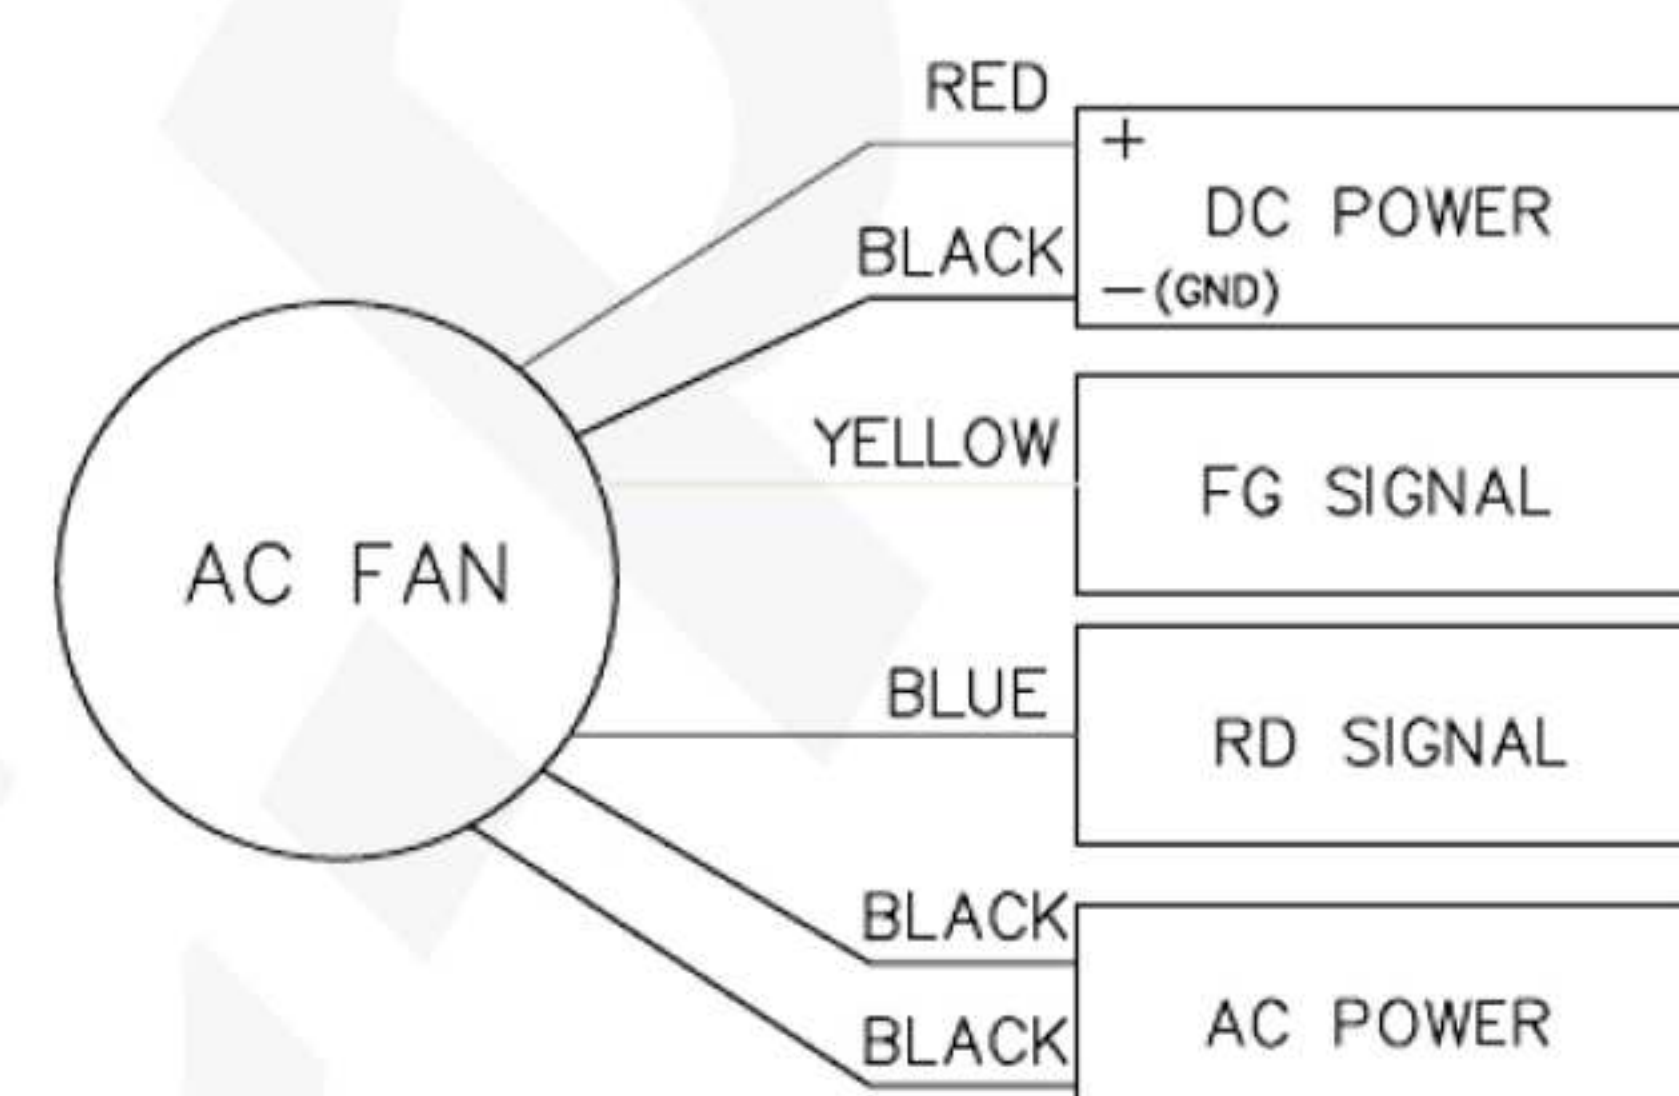 RED
+
DC POWER
BLACK
—(GND)
YELLOW
FG SIGNAL
AC FAN
BLUE
RD SIGNAL
BLACK
AC POWER
BLACK